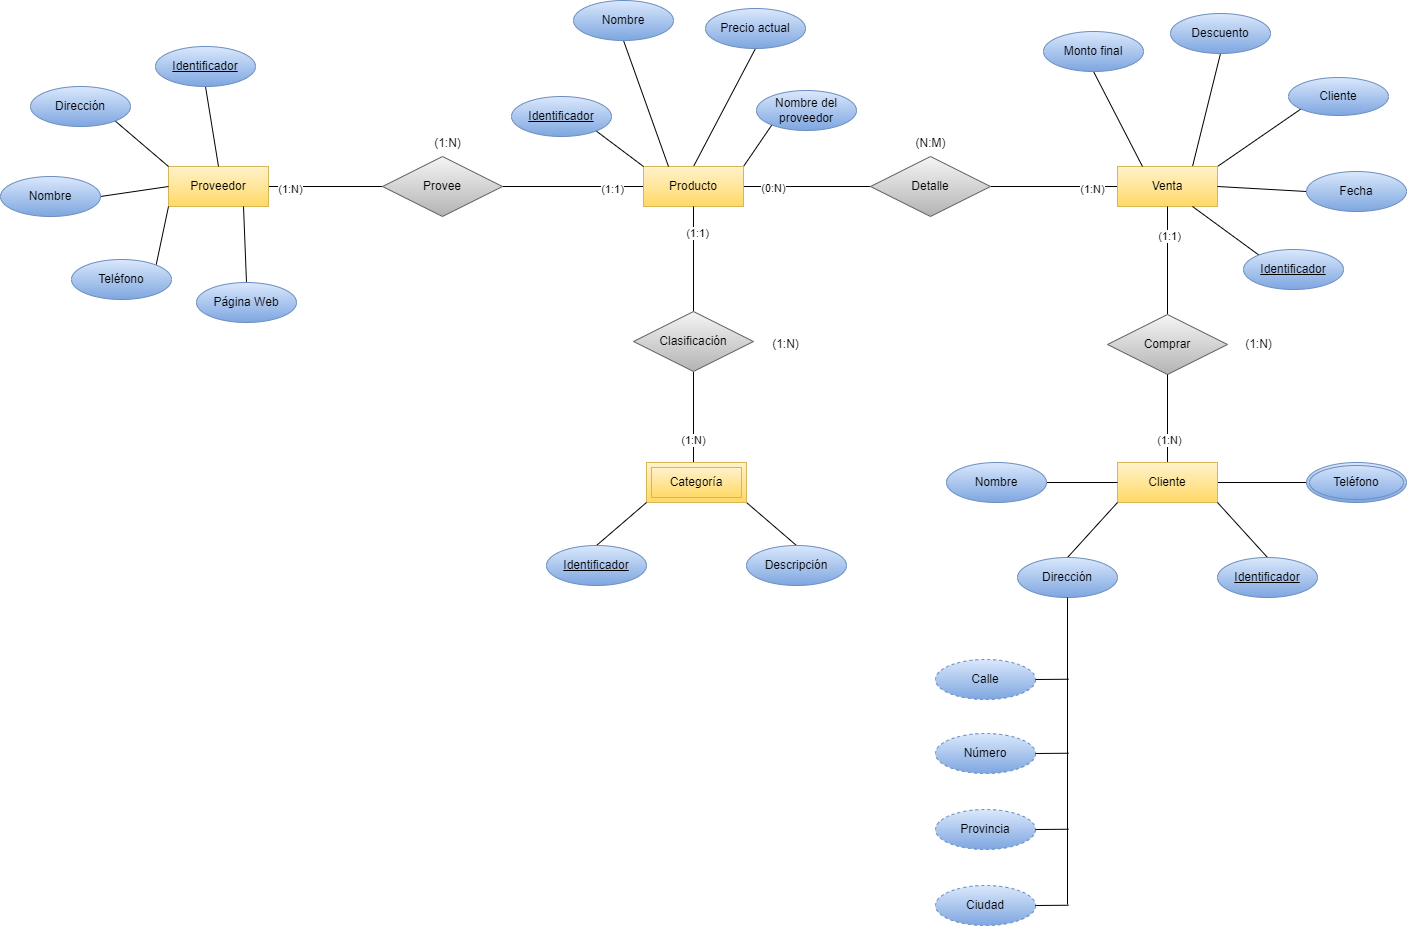 Nombre
Precio actual
Descuento
Monto final
Identificador
Dirección
Cliente
Nombre del
proveedor
Identificador
(1:N)
(N:M)
Proveedor
(1:N)
Provee
(1:1)
Producto
(0:N)
Detalle
(1:N)
Venta
Fecha
Nombre
(1:1)
(1:1)
Identificador
Teléfono
Página Web
Clasificación
(1:N)
Comprar
(1:N)
(1:N)
(1:N)
Categoría
Nombre
Cliente
Teléfono
Identificador
Descripción
Dirección
Identificador
Calle
Número
Provincia
Ciudad